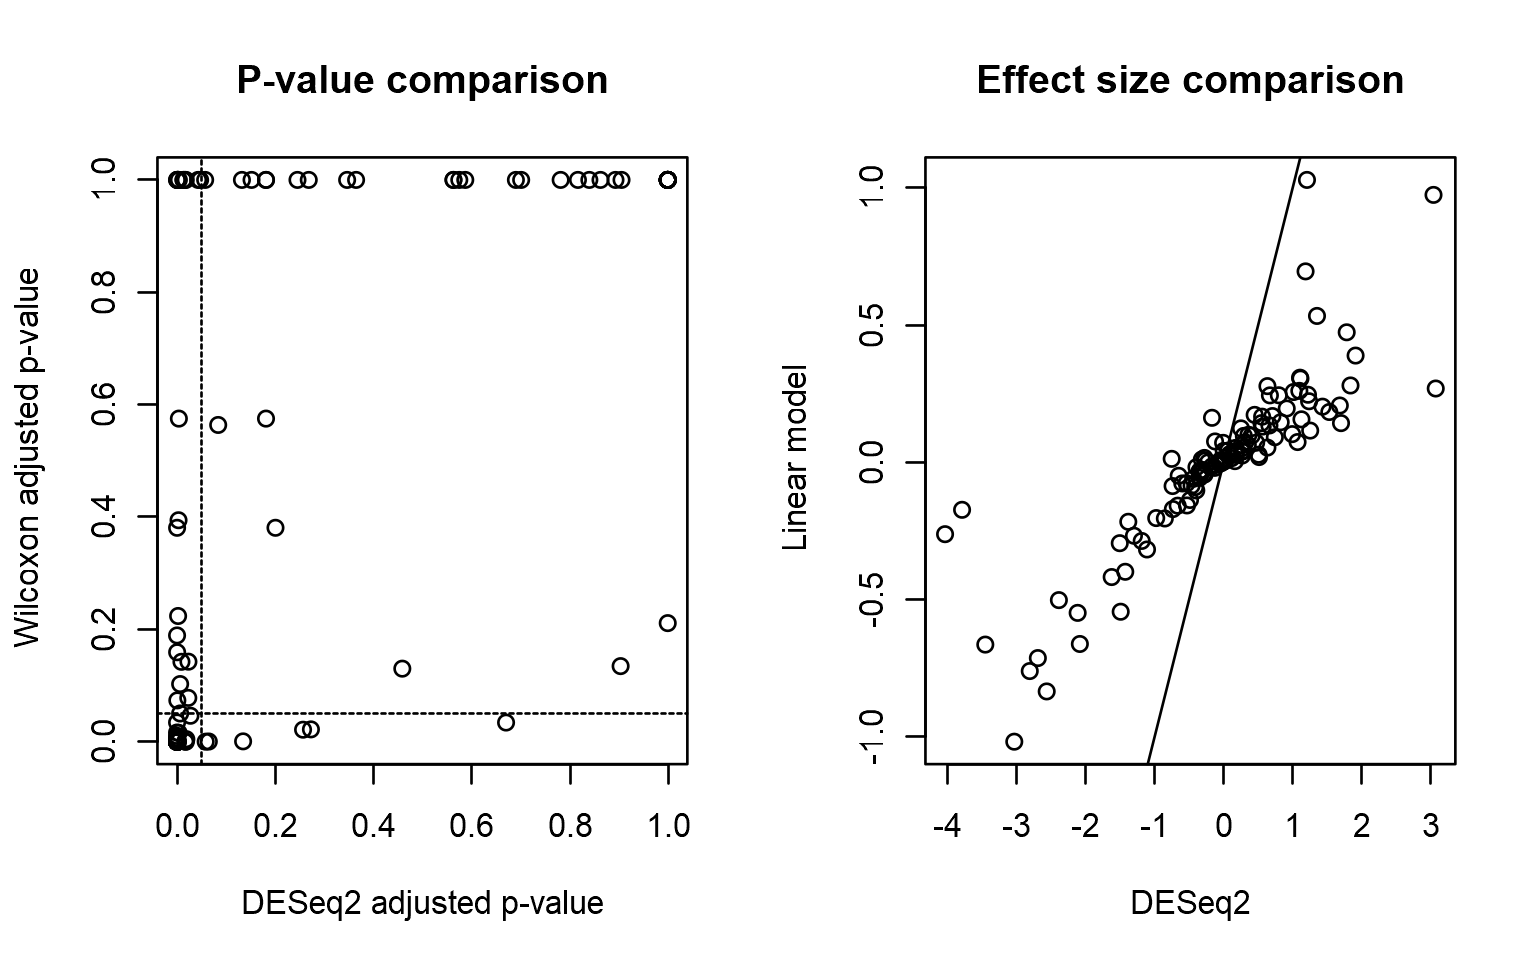 P-value comparison
Wilcoxon adjusted p-value
1.0
0.8
0.6
0.4
0.2
0.0
0.0 0.2 0.4 0.6 0.8 1.0
DESeq2 adjusted p-value
Effect size comparison
Linear model
1.0
0.5
0.0
-0.5
-1.0
-4 -3 -2 -1 0 1 2 3
DESeq2